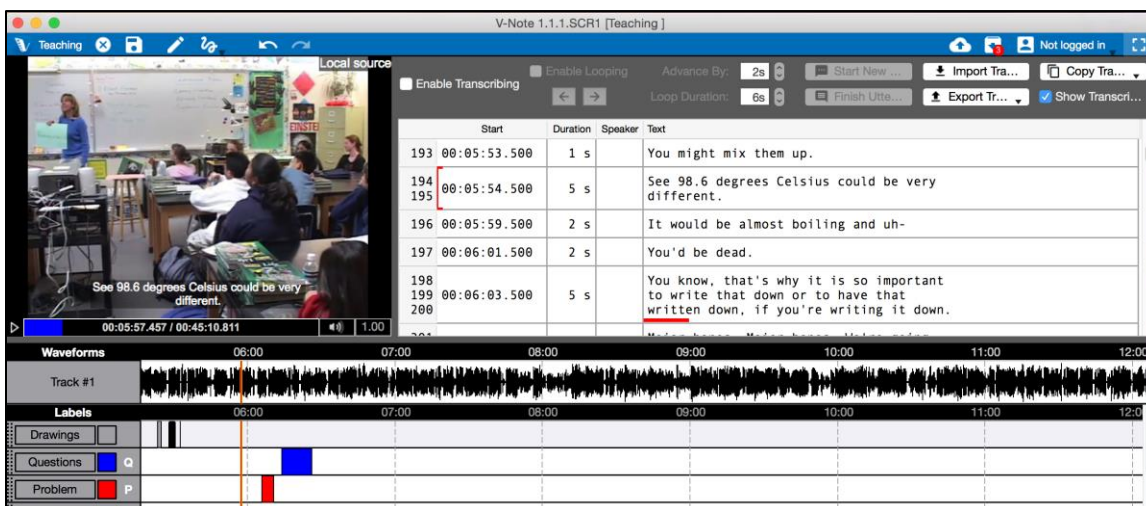 V-Note 1.1.1.SCR1 [Teaching ]
Teaching
Not logged in
Local source
EINSTEI
See 98.6 degrees Celsius could be very
different.
00:05:57.457 / 00:45:10.811
1.00
Enable Transcribing
Enable Looping
Advance By: 2s
Start New ...
Import Tra...
Copy Tra...
Loop Duration: 6s
Finish Utte...
Export Tr...
Show Transcri...
Start Duration Speaker Text
193 00:05:53.500 1 s You might mix them up.
194 00:05:54.500 5 s See 98.6 degrees Celsius could be very
195 different.
196 00:05:59.500 2 s It would be almost boiling and uh-
197 00:06:01.500 2 s You'd be dead.
198 You know, that's why it is so important
199 00:06:03.500 5 s to write that down or to have that
200 written down, if you're writing it down.
Waveforms 06:00 07:00 08:00 09:00 10:00 11:00 12:00
Track #1
Labels 06:00 07:00 08:00 09:00 10:00 11:00 12:0
Drawings
Questions Q
Problem P